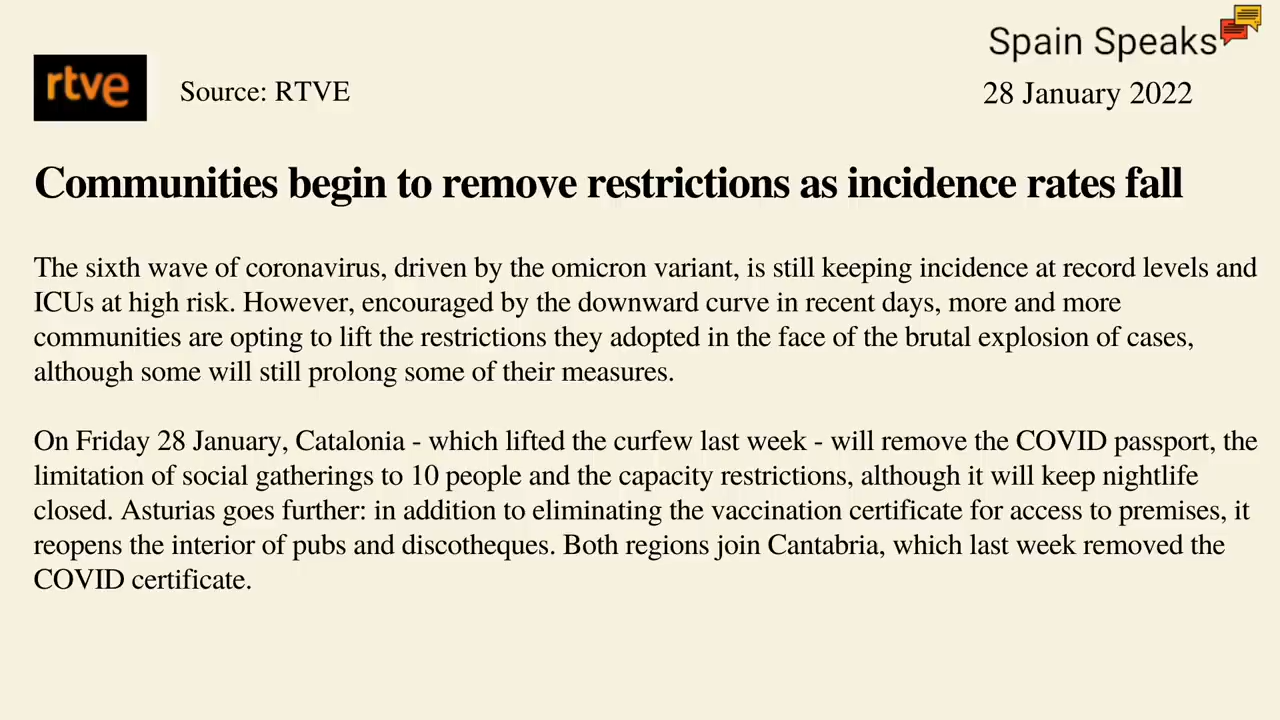 Spain Speaks
rtve
Source: RTVE
28 January 2022
Communities begin to remove restrictions as incidence rates fall
The sixth wave of coronavirus, driven by the omicron variant, is still keeping incidence at record levels and
ICUs at high risk. However, encouraged by the downward curve in recent days, more and more
communities are opting to lift the restrictions they adopted in the face of the brutal explosion of cases,
although some will still prolong some of their measures.
On Friday 28 January, Catalonia - which lifted the curfew last week - will remove the COVID passport, the
limitation of social gatherings to 10 people and the capacity restrictions, although it will keep nightlife
closed. Asturias goes further: in addition to eliminating the vaccination certificate for access to premises, it
reopens the interior of pubs and discotheques. Both regions join Cantabria, which last week removed the
COVID certificate.